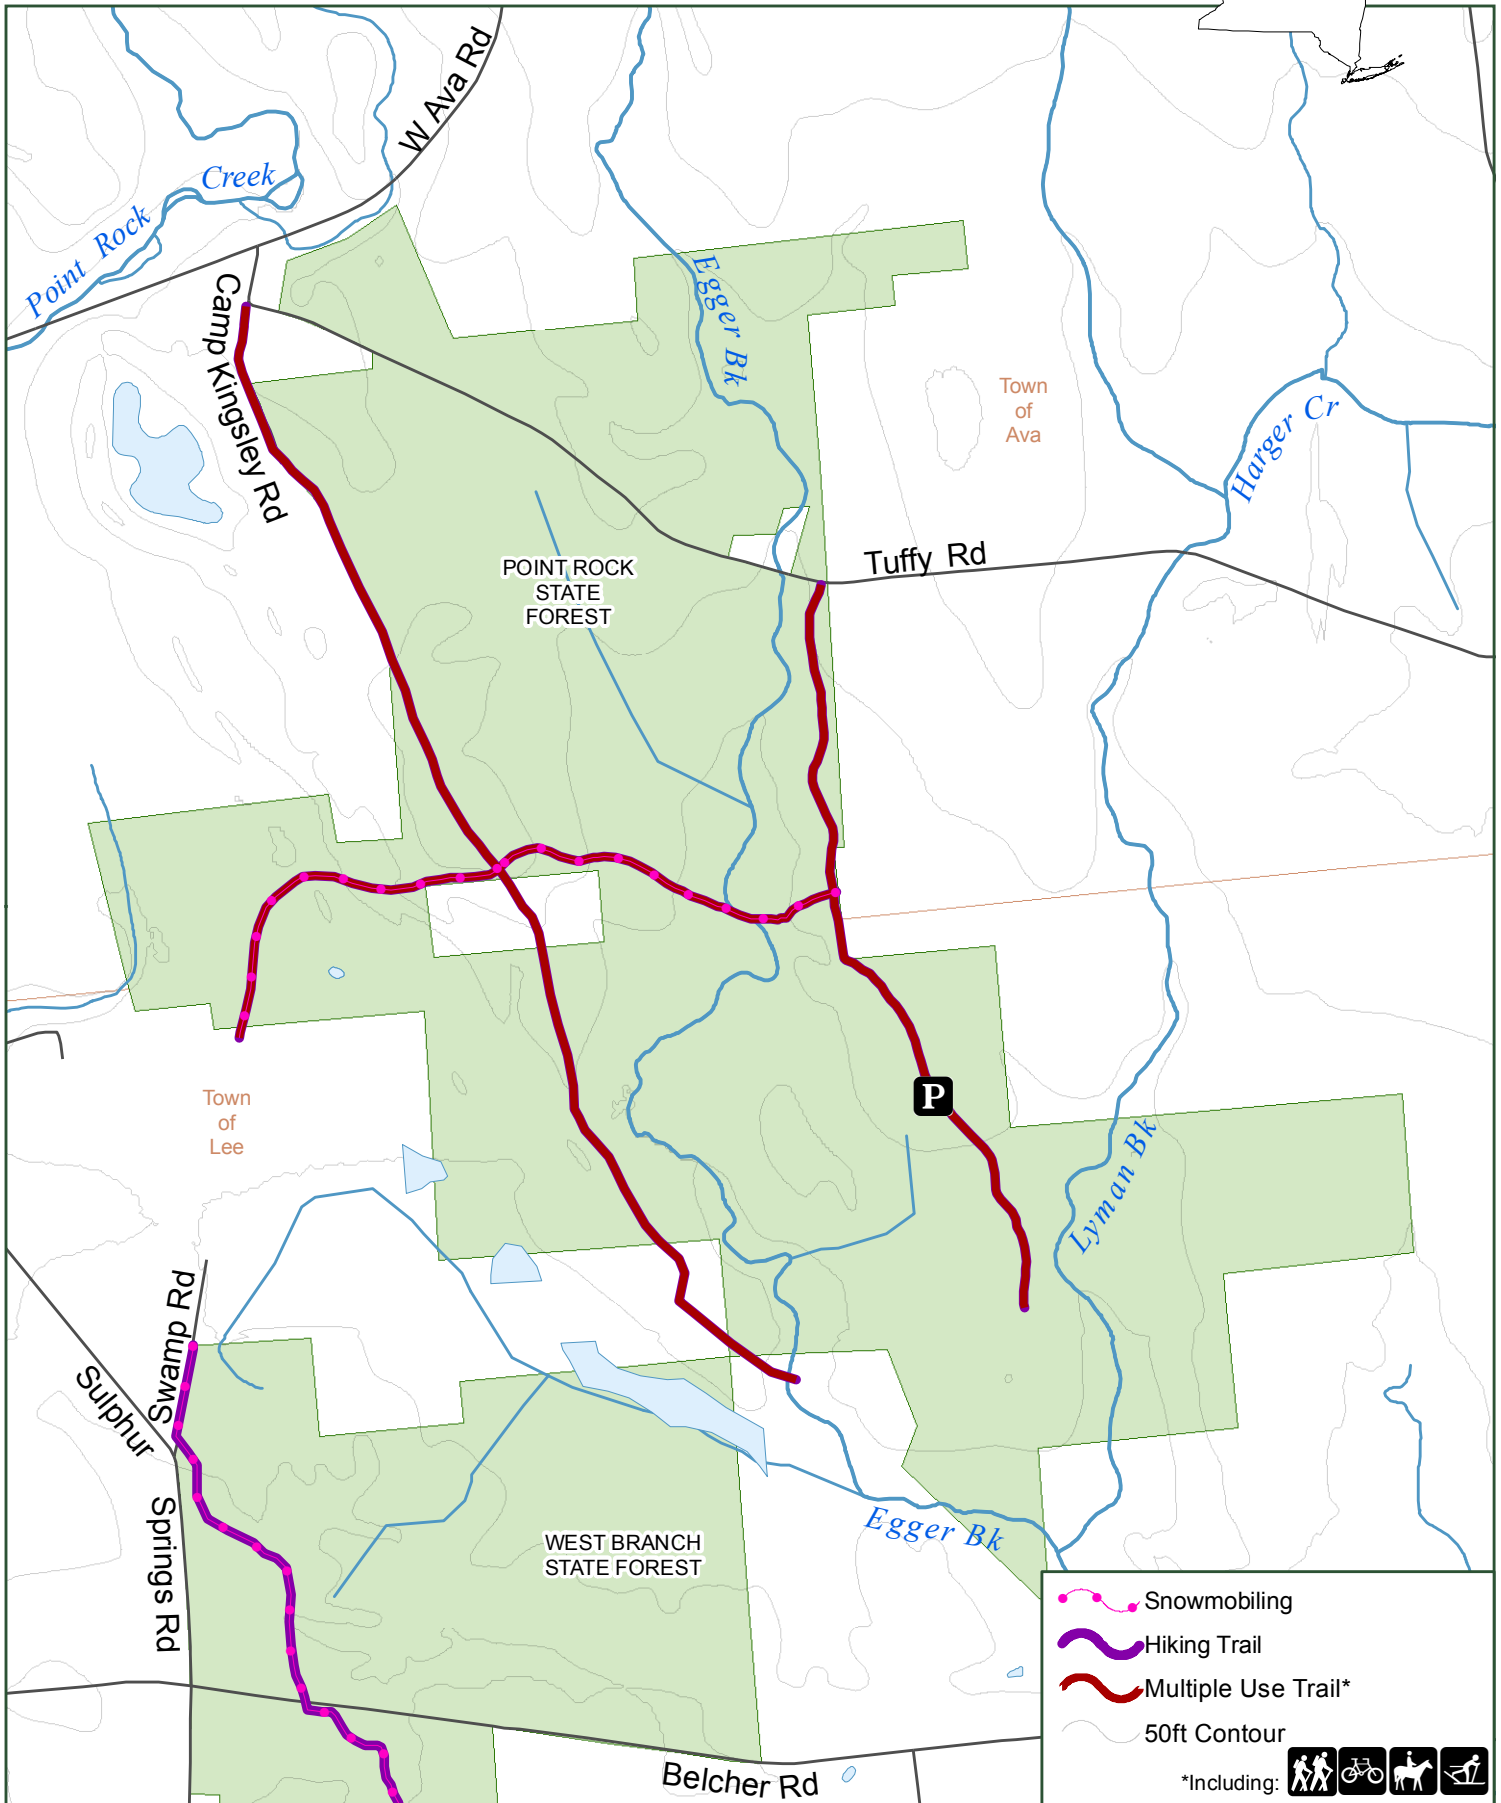 W Ava Rd
Creek
Point Rock
Egger Bk
Camp Kingsley Rd
Town
of
Ava
Harger Cr
Tuffy Rd
POINT ROCK
STATE
FOREST
P
Town
of
Lee
Lyman Bk
Swamp Rd
Sulphur
Springs Rd
Egger Bk
WEST BRANCH
STATE FOREST
Belcher Rd
Snowmobiling
Hiking Trail
Multiple Use Trail*
50ft Contour
*Including: